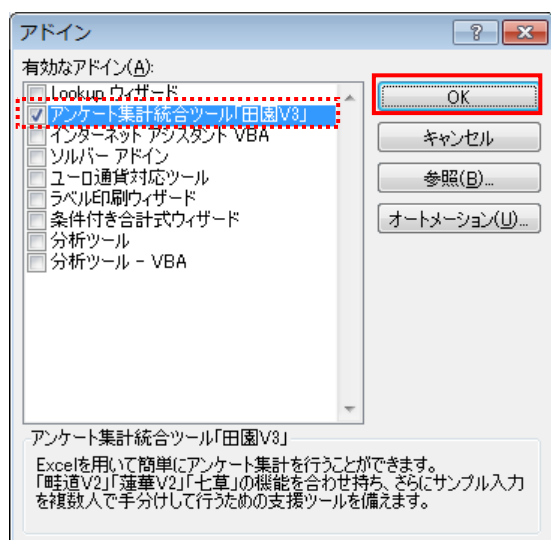 アドイン
有効なアドイン(A):
Lookup ウィザード
アンケート集計統合ツール「田園V3」
インターネット アシスタント VBA
ソルバー アドイン
ユーロ通貨対応ツール
ラベル印刷ウィザード
条件付き合計式ウィザード
分析ツール
分析ツール - VBA
OK
キャンセル
参照(B)...
オートメーション(U)...
アンケート集計統合ツール「田園V3」
Excelを用いて簡単にアンケート集計を行うことができます。
「畦道V2」「蓮華V2」「七草」の機能を合わせ持ち、さらにサンプル入力
を複数人で手分けして行うための支援ツールを備えます。